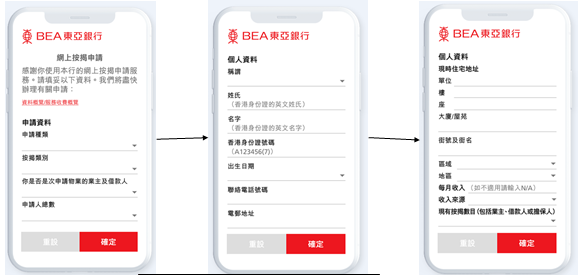 BEA東亞銀行
網上按揭申請
感謝你使用本行的網上按揭申請服
務。請填妥以下資料。我們將盡快
辦理有關申請：
資料概覽/服務收費概覽
申請資料
申請種類
按揭類別
你是否是次申請物業的業主及借款人
申請人總數
重設
確定
BEA東亞銀行
個人資料
稱謂
姓氏
（香港身份證的英文姓氏）
名字
（香港身份證的英文名字）
香港身份證號碼
（A123456(7)）
出生日期
聯絡電話號碼
電郵地址
重設
確定
BEA東亞銀行
個人資料
現時住宅地址
單位
樓
座
大廈/屋苑
街號及街名
區域
地區
每月收入 （如不適用請輸入N/A）
收入來源
現有按揭數目(包括業主、借款人或擔保人)
重設
確定